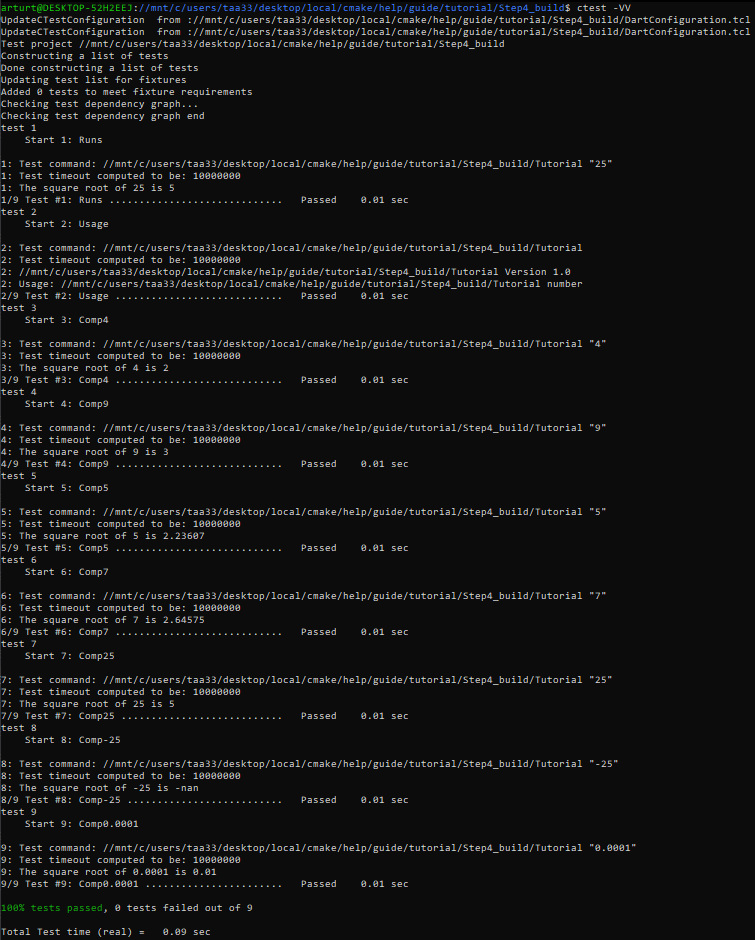 arturt@DESKTOP-52H2EEJ://mnt/c/users/taa33/desktop/local/cmake/help/guide/tutorial/Step4_build$ ctest -VV
UpdateCTestConfiguration  from ://mnt/c/users/taa33/desktop/local/cmake/help/guide/tutorial/Step4_build/DartConfiguration.tcl
UpdateCTestConfiguration  from ://mnt/c/users/taa33/desktop/local/cmake/help/guide/tutorial/Step4_build/DartConfiguration.tcl
Test project //mnt/c/users/taa33/desktop/local/cmake/help/guide/tutorial/Step4_build
Constructing a list of tests
Done constructing a list of tests
Updating test list for fixtures
Added 0 tests to meet fixture requirements
Checking test dependency graph...
Checking test dependency graph end
test 1
    Start 1: Runs

1: Test command: //mnt/c/users/taa33/desktop/local/cmake/help/guide/tutorial/Step4_build/Tutorial "25"
1: Test timeout computed to be: 10000000
1: The square root of 25 is 5
1/9 Test #1: Runs .............................   Passed    0.01 sec
test 2
    Start 2: Usage

2: Test command: //mnt/c/users/taa33/desktop/local/cmake/help/guide/tutorial/Step4_build/Tutorial
2: Test timeout computed to be: 10000000
2: //mnt/c/users/taa33/desktop/local/cmake/help/guide/tutorial/Step4_build/Tutorial Version 1.0
2: Usage: //mnt/c/users/taa33/desktop/local/cmake/help/guide/tutorial/Step4_build/Tutorial number
2/9 Test #2: Usage ............................   Passed    0.01 sec
test 3
    Start 3: Comp4

3: Test command: //mnt/c/users/taa33/desktop/local/cmake/help/guide/tutorial/Step4_build/Tutorial "4"
3: Test timeout computed to be: 10000000
3: The square root of 4 is 2
3/9 Test #3: Comp4 ............................   Passed    0.01 sec
test 4
    Start 4: Comp9

4: Test command: //mnt/c/users/taa33/desktop/local/cmake/help/guide/tutorial/Step4_build/Tutorial "9"
4: Test timeout computed to be: 10000000
4: The square root of 9 is 3
4/9 Test #4: Comp9 ............................   Passed    0.01 sec
test 5
    Start 5: Comp5

5: Test command: //mnt/c/users/taa33/desktop/local/cmake/help/guide/tutorial/Step4_build/Tutorial "5"
5: Test timeout computed to be: 10000000
5: The square root of 5 is 2.23607
5/9 Test #5: Comp5 ............................   Passed    0.01 sec
test 6
    Start 6: Comp7

6: Test command: //mnt/c/users/taa33/desktop/local/cmake/help/guide/tutorial/Step4_build/Tutorial "7"
6: Test timeout computed to be: 10000000
6: The square root of 7 is 2.64575
6/9 Test #6: Comp7 ............................   Passed    0.01 sec
test 7
    Start 7: Comp25

7: Test command: //mnt/c/users/taa33/desktop/local/cmake/help/guide/tutorial/Step4_build/Tutorial "25"
7: Test timeout computed to be: 10000000
7: The square root of 25 is 5
7/9 Test #7: Comp25 ...........................   Passed    0.01 sec
test 8
    Start 8: Comp-25

8: Test command: //mnt/c/users/taa33/desktop/local/cmake/help/guide/tutorial/Step4_build/Tutorial "-25"
8: Test timeout computed to be: 10000000
8: The square root of -25 is -nan
8/9 Test #8: Comp-25 ..........................   Passed    0.01 sec
test 9
    Start 9: Comp0.0001

9: Test command: //mnt/c/users/taa33/desktop/local/cmake/help/guide/tutorial/Step4_build/Tutorial "0.0001"
9: Test timeout computed to be: 10000000
9: The square root of 0.0001 is 0.01
9/9 Test #9: Comp0.0001 .......................   Passed    0.01 sec

100% tests passed, 0 tests failed out of 9

Total Test time (real) =   0.09 sec